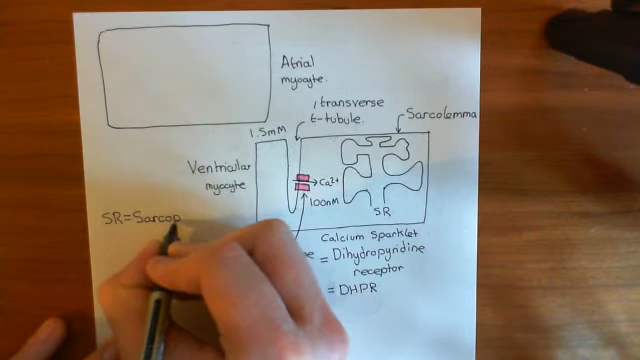 Atrial
myocyte.
transverse
t-tubule.
Sarcolemma
1.5mM
Ventricular
myocyte
Ca2+
100nM
SR
SR=Sarcop
Calcium Sparklet
= Dihydropyridine
receptor
= DHPR